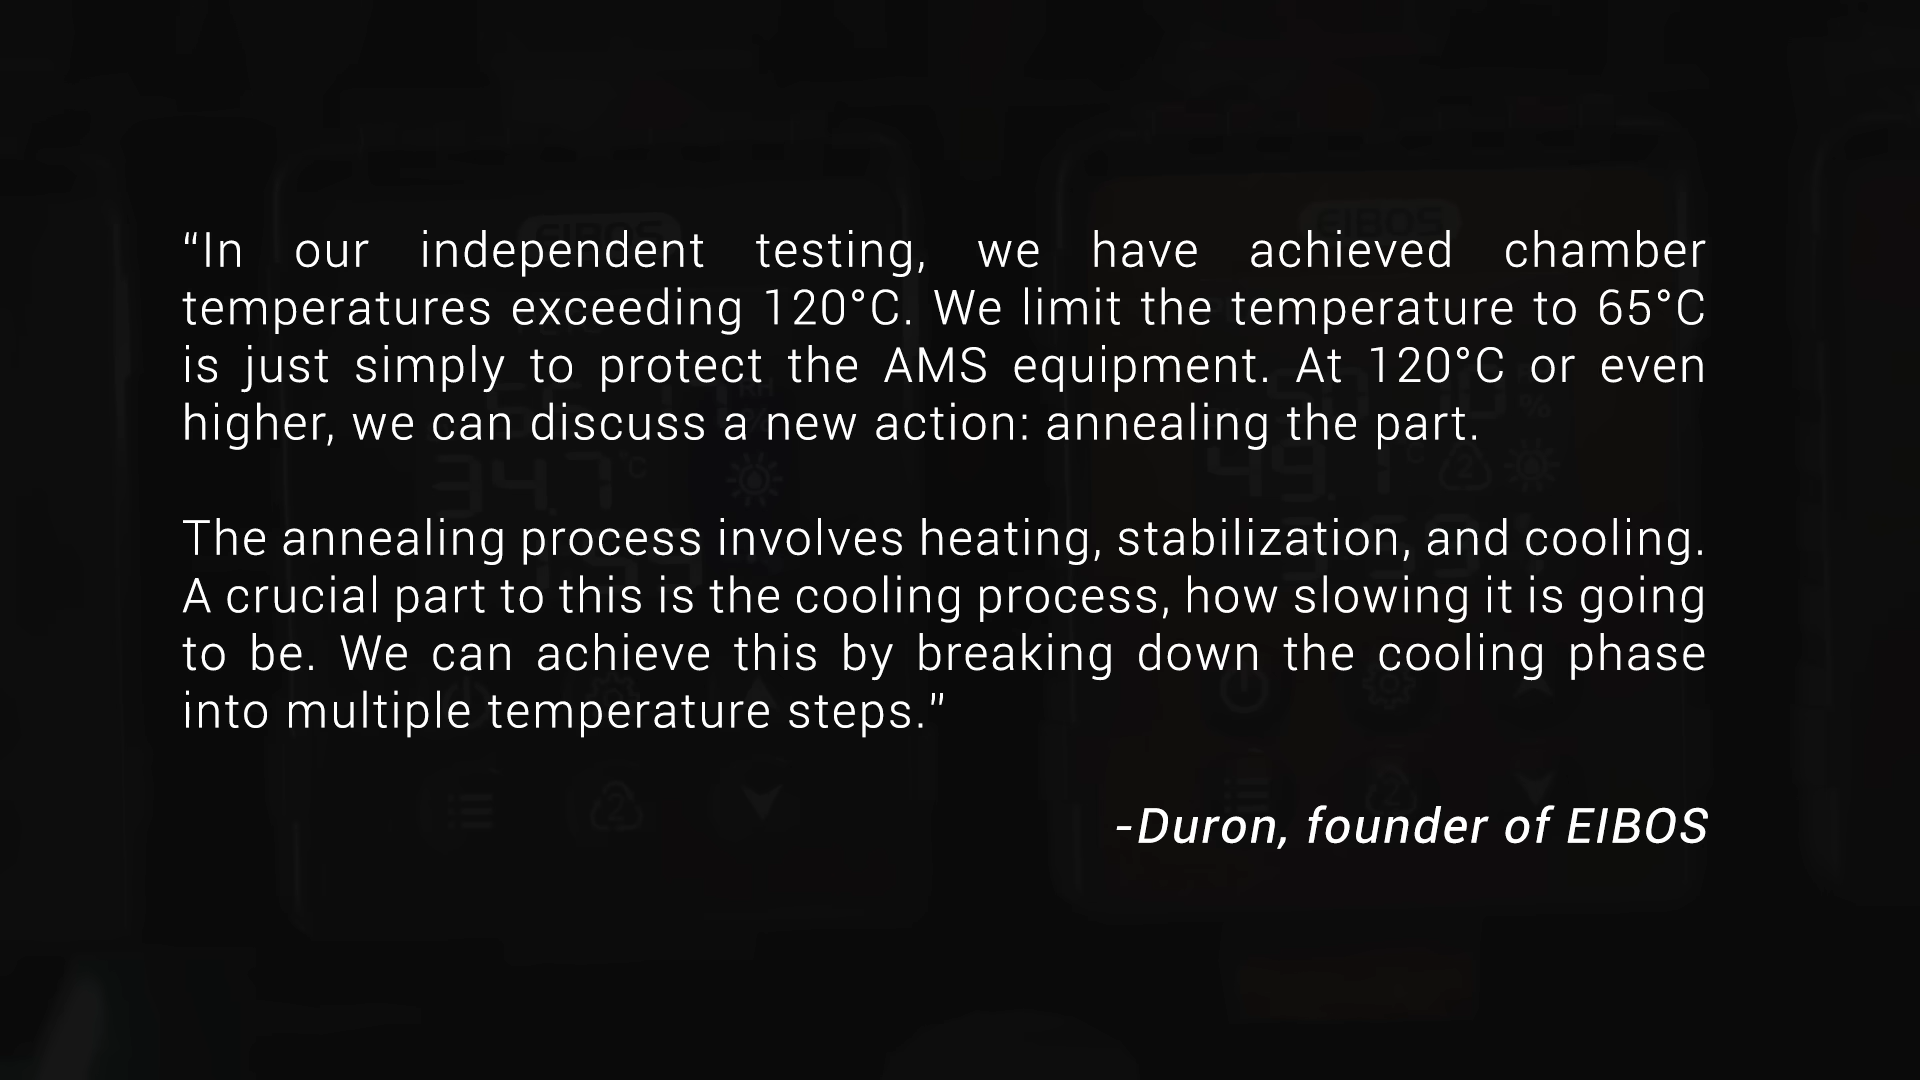 “In our independent testing, we have achieved chamber
temperatures exceeding 120°C. We limit the temperature to 65°C
is just simply to protect the AMS equipment. At 120°C or even
higher, we can discuss a new action: annealing the part.
The annealing process involves heating, stabilization, and cooling.
A crucial part to this is the cooling process, how slowing it is going
to be. We can achieve this by breaking down the cooling phase
into multiple temperature steps.”
-Duron, founder of EIBOS